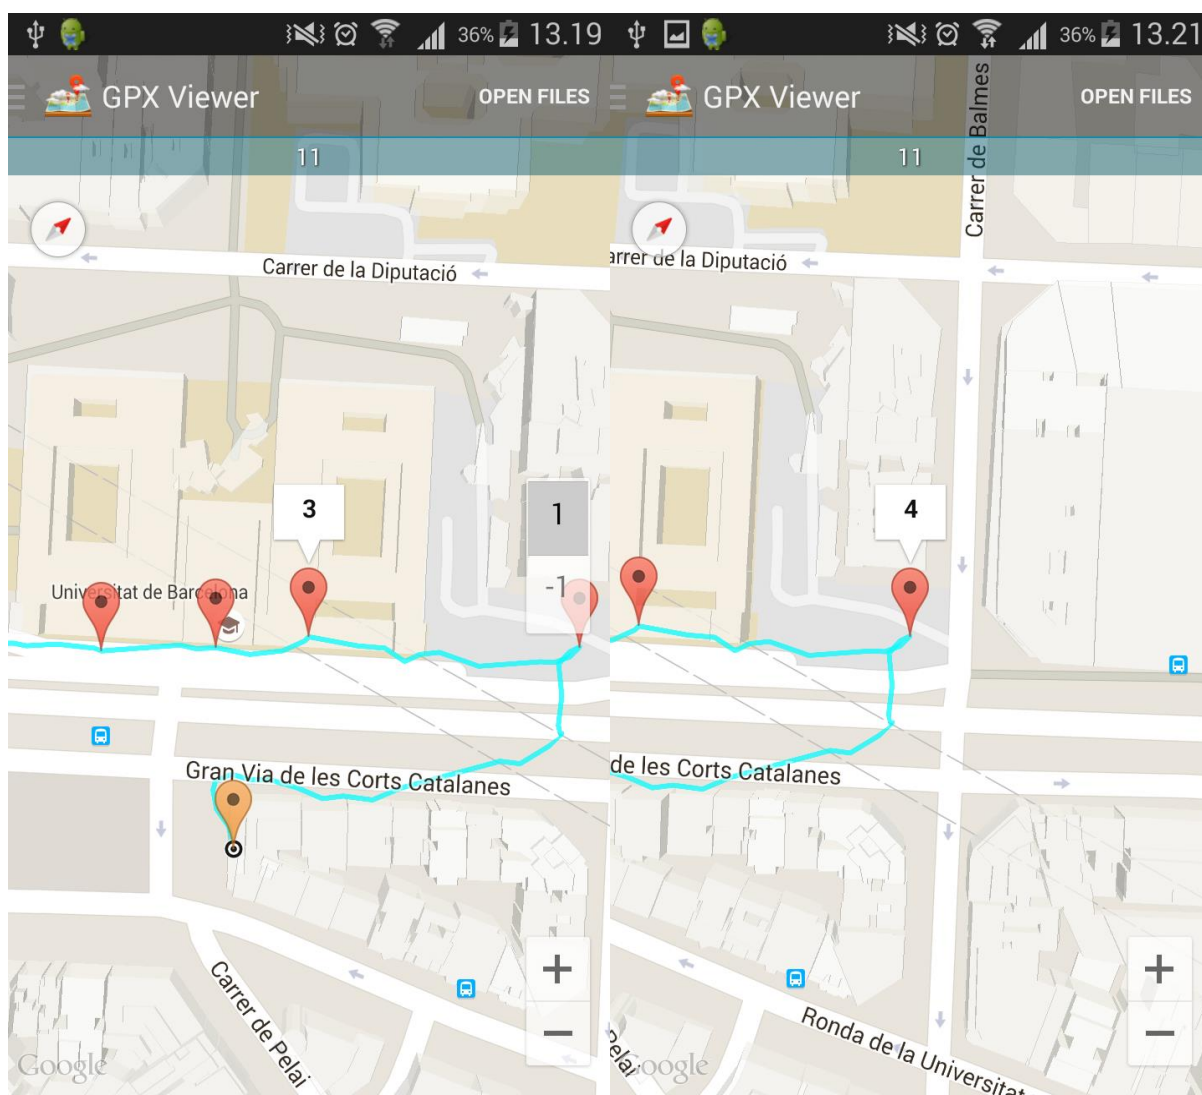 36% 13.19
GPX Viewer OPEN FILES
11
Carrer de la Diputació
3
1
-1
Universitat de Barcelona
Gran Via de les Corts Catalanes
Carrer de Pelai
+
−
Google
36% 13.21
GPX Viewer OPEN FILES
11
Carrer de Balmes
arrer de la Diputació
4
de les Corts Catalanes
Ronda de la Universitat
Pelai
+
−
Google